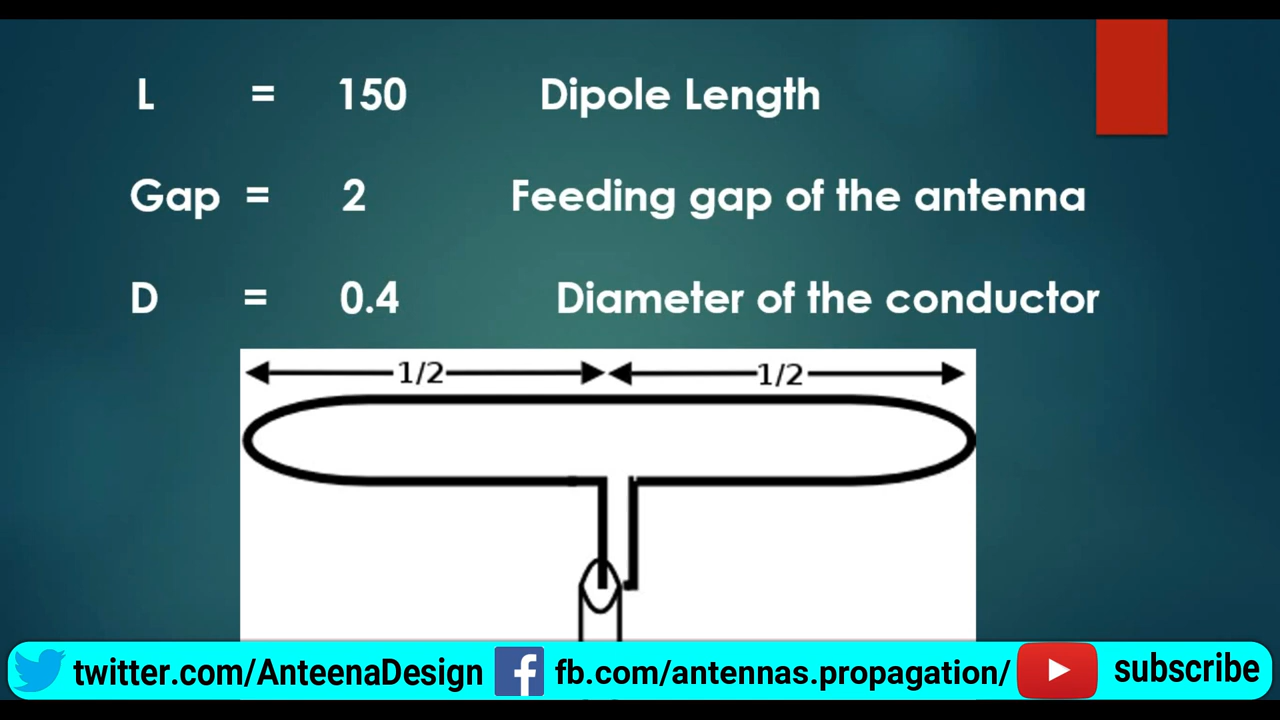 L = 150 Dipole Length
Gap = 2 Feeding gap of the antenna
D = 0.4 Diameter of the conductor
1/2 1/2
twitter.com/AnteenaDesign fb.com/antennas.propagation/ subscribe